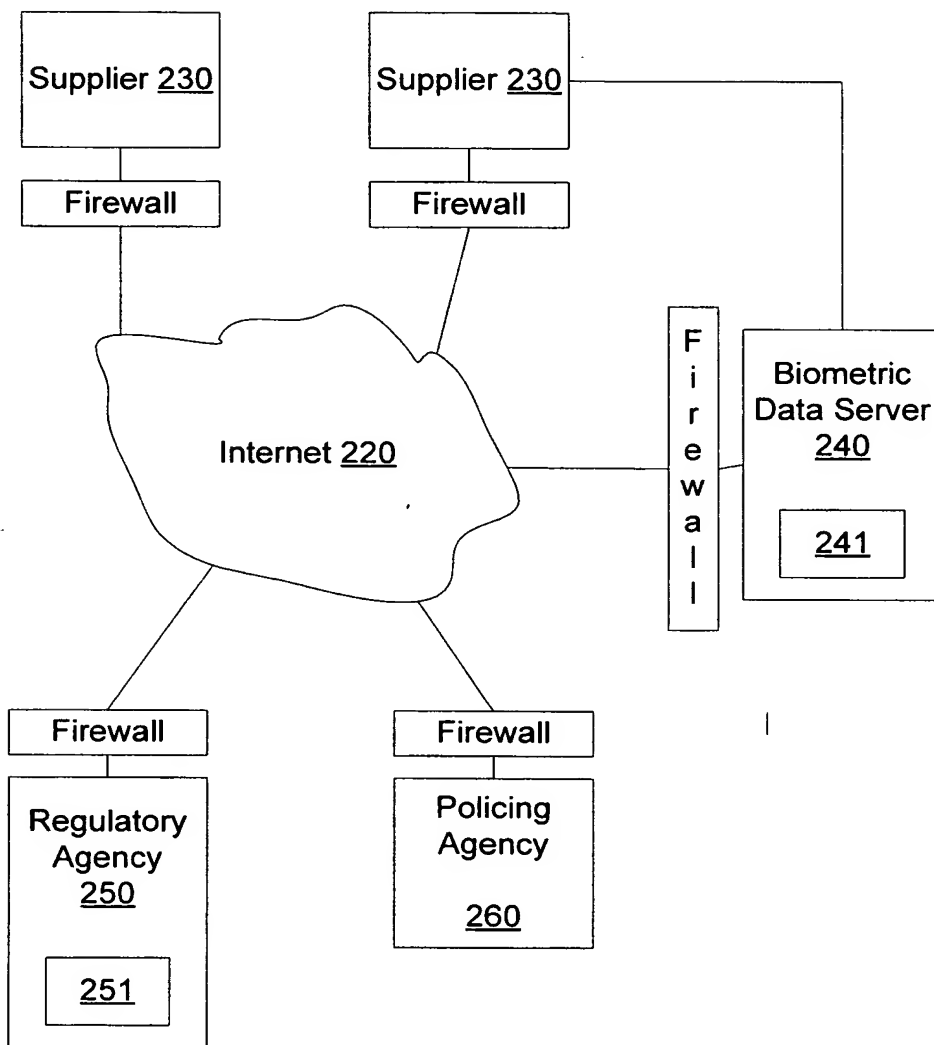 Supplier 230
Supplier 230
Firewall
Firewall
Internet 220
Firewall
Biometric
Data Server
240
241
Firewall
Firewall
Regulatory
Agency
250
251
Policing
Agency
260